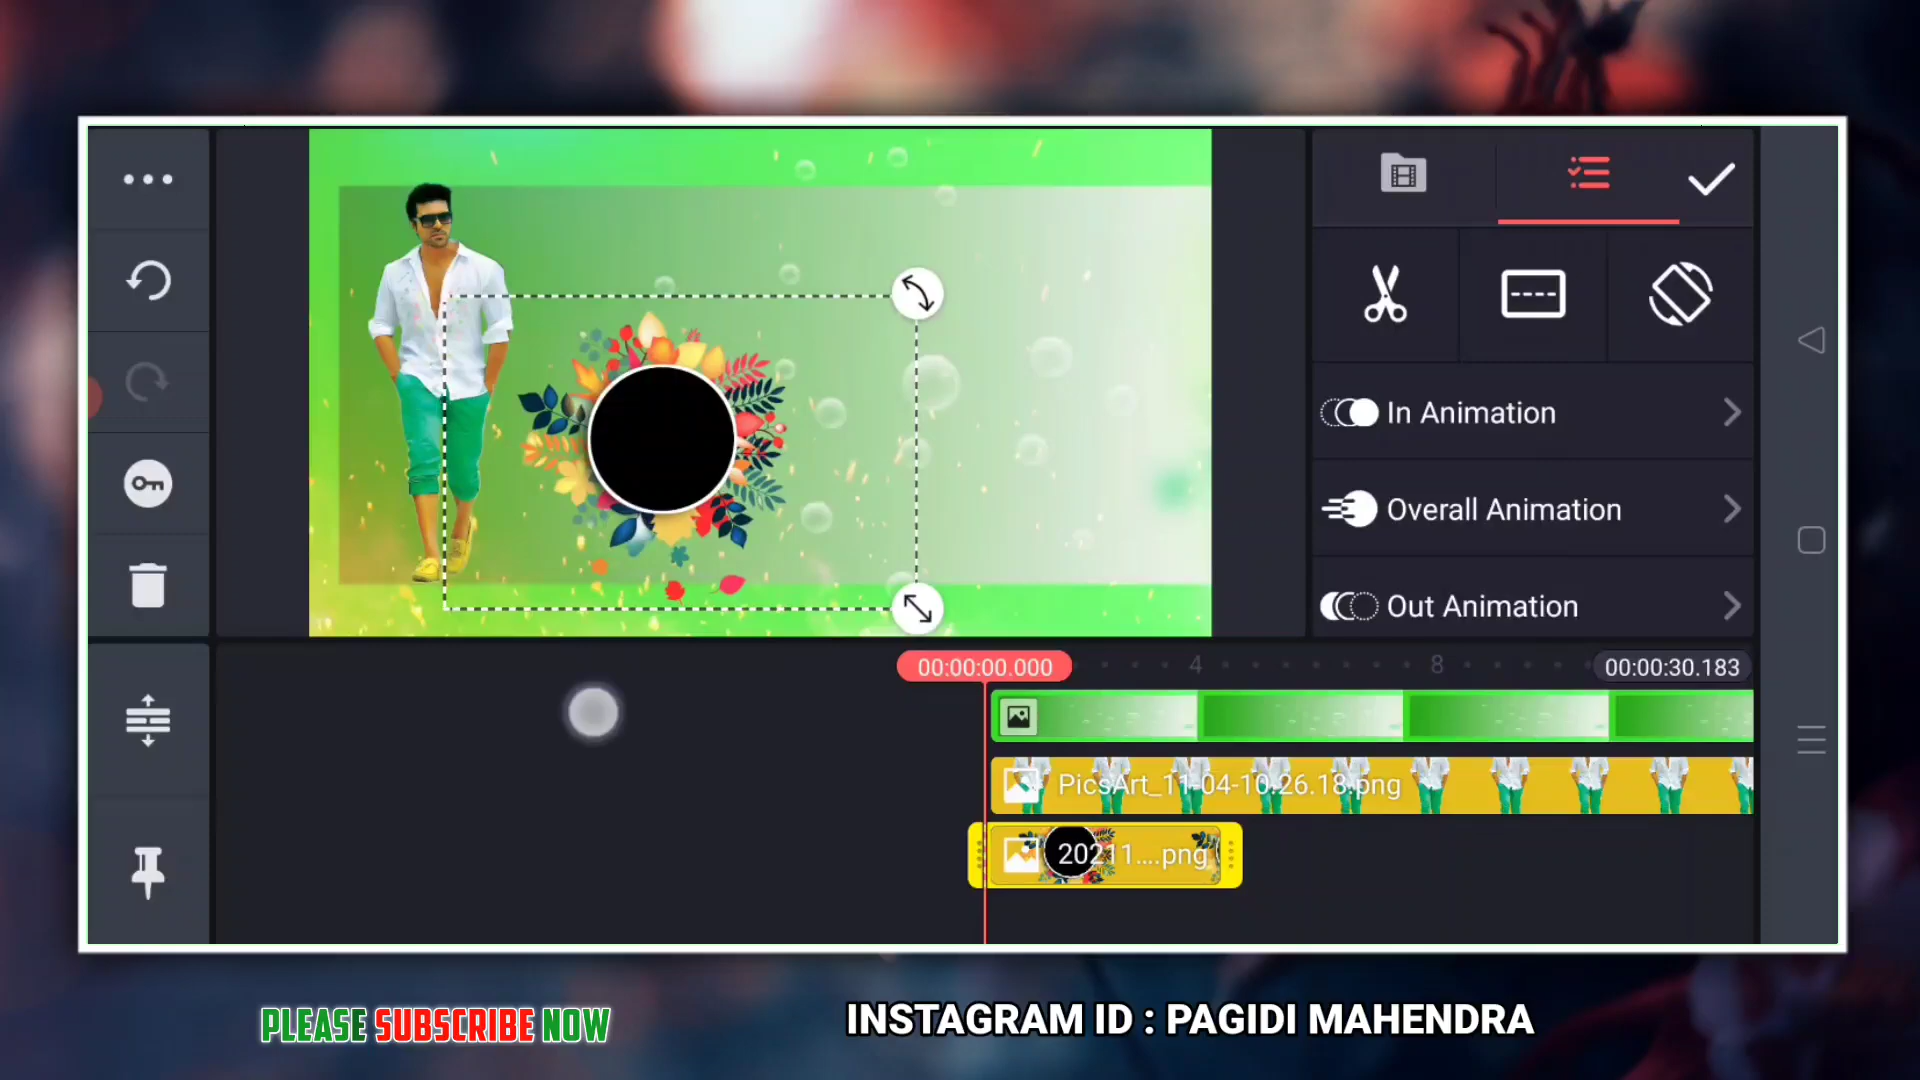 In Animation
Overall Animation
Out Animation
00:00:00.000
4
8
00:00:30.183
PicsArt_11-04-10.26.18.png
20211....png
PLEASE SUBSCRIBE NOW
INSTAGRAM ID : PAGIDI MAHENDRA